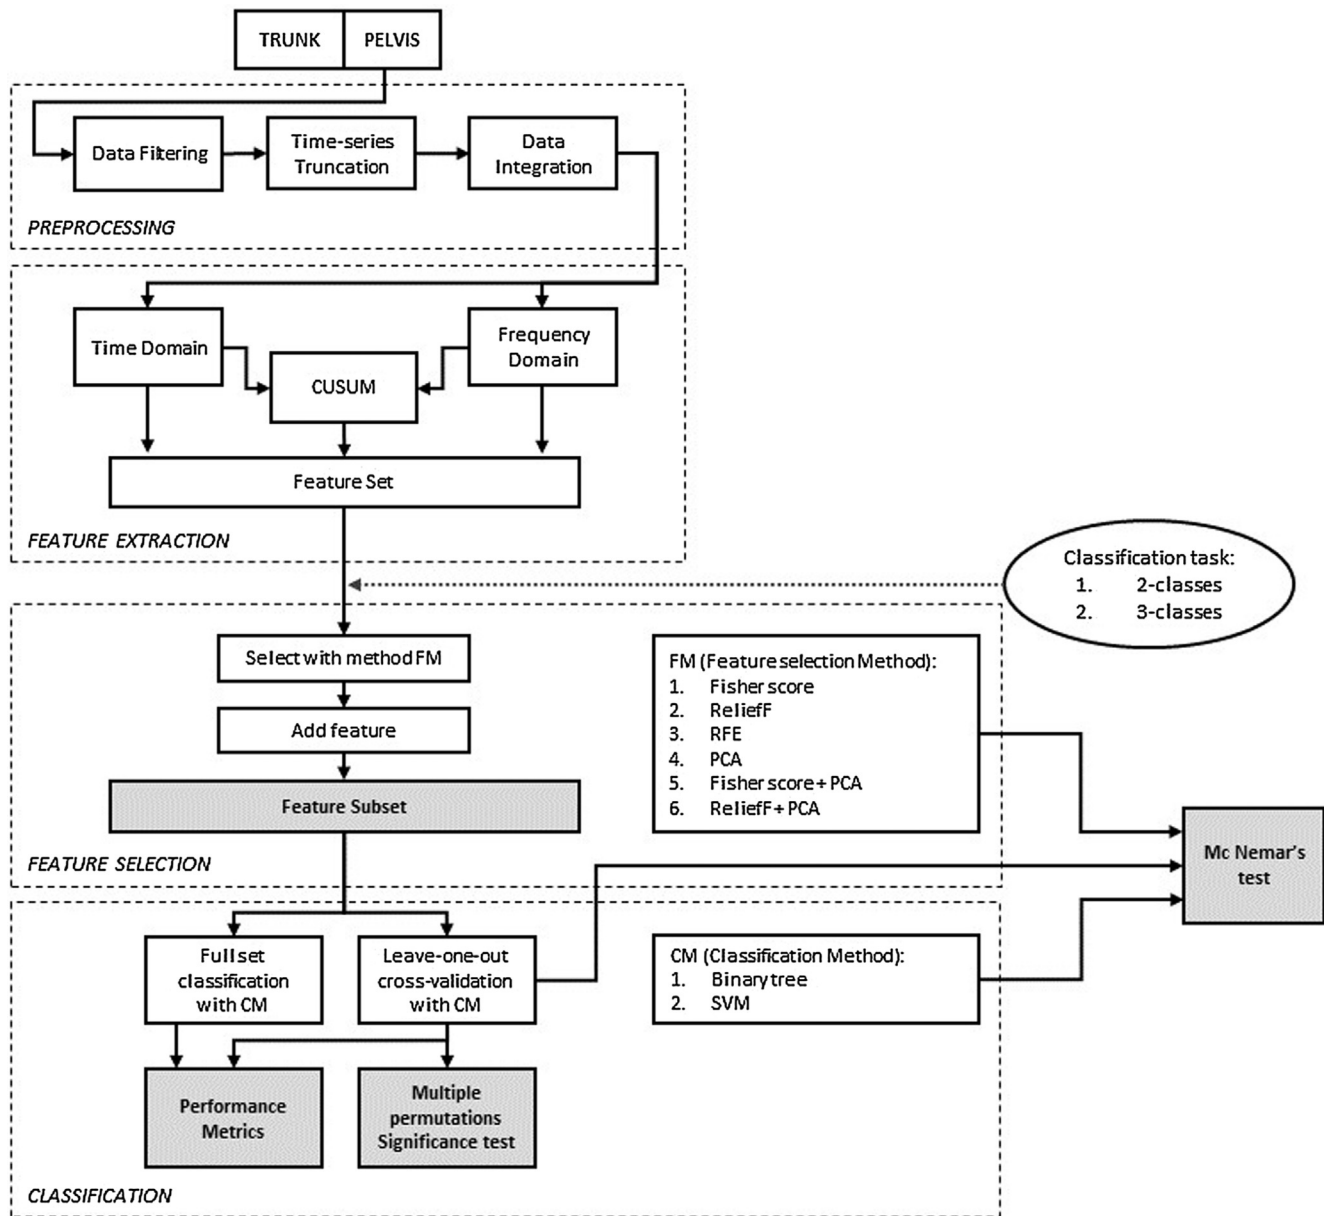 TRUNK PELVIS
Data Filtering
Time-series
Truncation
Data
Integration
PREPROCESSING
Time Domain
Frequency
Domain
CUSUM
Feature Set
FEATURE EXTRACTION
Classification task:
1. 2-classes
2. 3-classes
Select with method FM
Add feature
Feature Subset
FM (Feature selection Method):
1. Fisher score
2. ReliefF
3. RFE
4. PCA
5. Fisher score + PCA
6. ReliefF + PCA
FEATURE SELECTION
Mc Nemar's
test
Full set
classification
with CM
Leave-one-out
cross-validation
with CM
CM (Classification Method):
1. Binary tree
2. SVM
Performance
Metrics
Multiple
permutations
Significance test
CLASSIFICATION